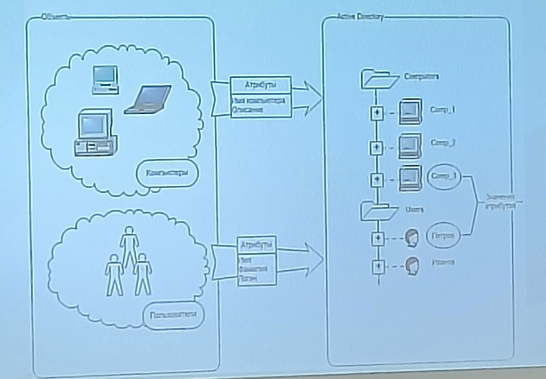 Объекты
Active Directory
Атрибуты
Имя компьютера
Описание
Компьютеры
Computers
Comp_1
Comp_2
Comp_3
Users
Петров
Иванов
Значения
атрибутов
Атрибуты
Имя
Фамилия
Логин
Пользователи